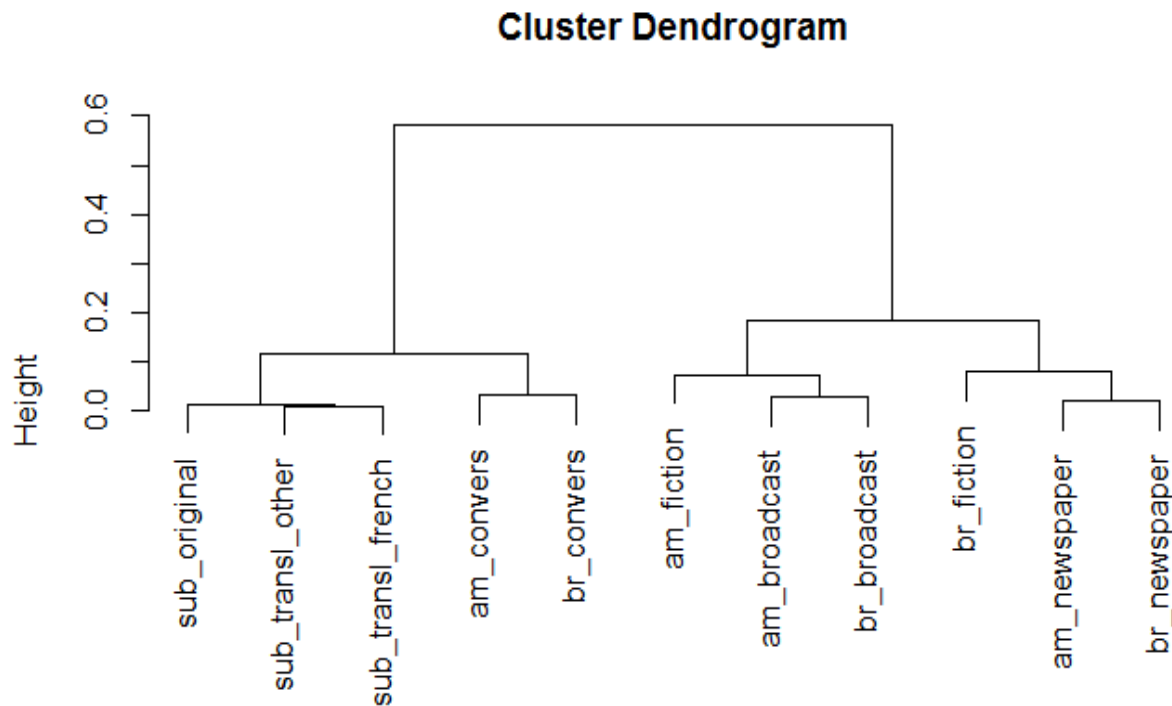 Cluster Dendrogram
Height
0.6
0.4
0.2
0.0
sub_original
sub_transl_other
sub_transl_french
am_convers
br_convers
am_fiction
am_broadcast
br_broadcast
br_fiction
am_newspaper
br_newspaper